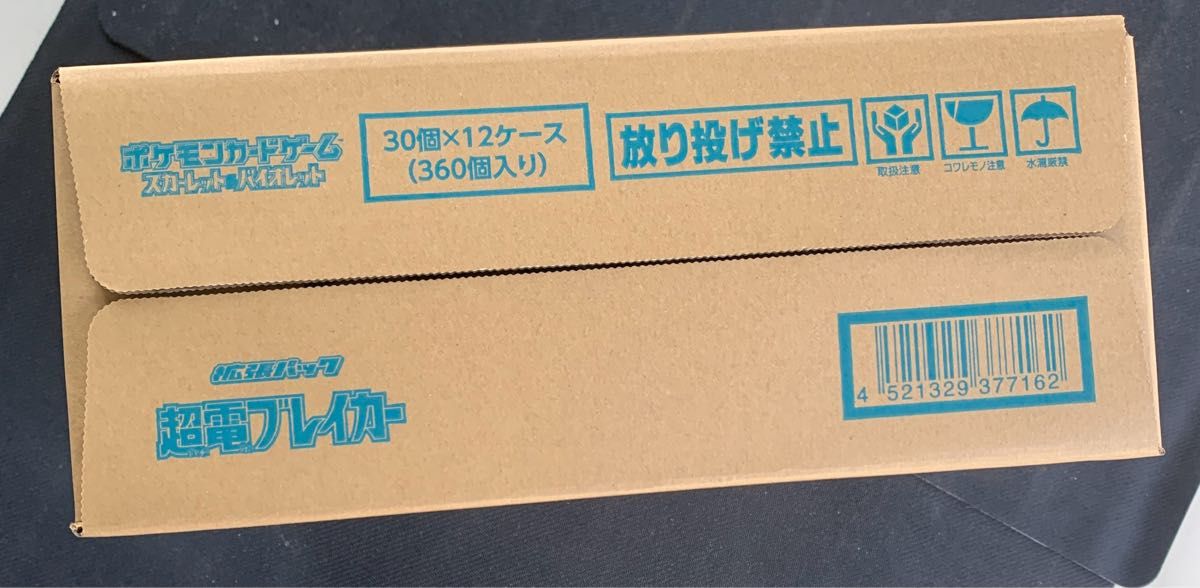 ポケモンカードゲーム
スカーレット&バイオレット
30個×12ケース
(360個入り)
放り投げ禁止
取扱注意
コワレモノ注意
水濡厳禁
拡張パック
超電ブレイカー
4 521329 377162